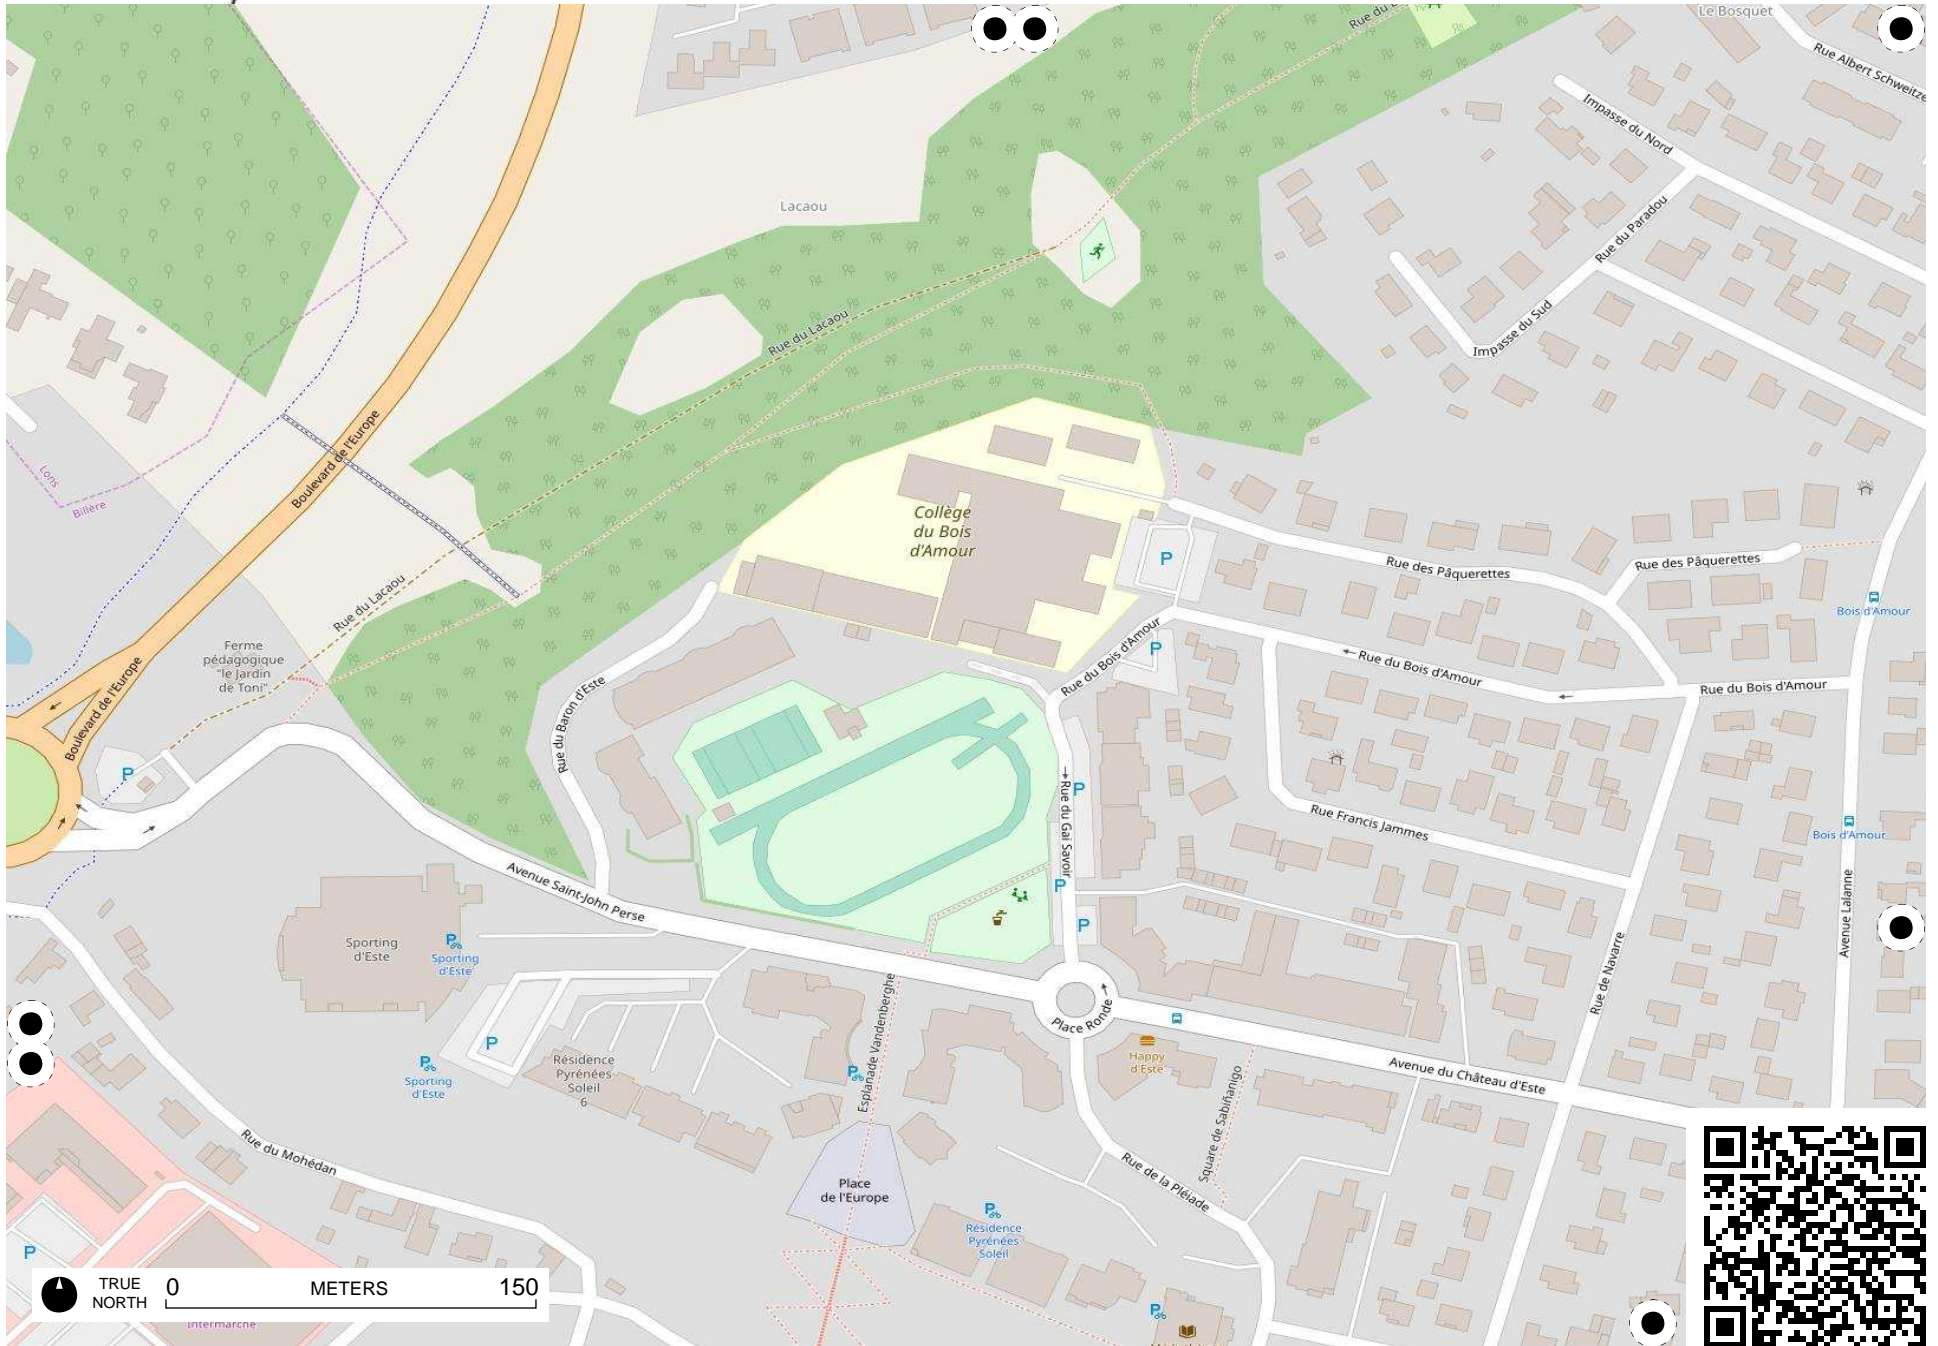 Le Bosquet
Rue Albert Schweitze
Impasse du Nord
Rue du Paradou
Impasse du Sud
Lacaou
Rue du Lacaou
Boulevard de l'Europe
Lons
Billère
Collège
du Bois
d'Amour
P
Rue des Pâquerettes
Rue des Pâquerettes
Bois d'Amour
Rue du Lacaou
Ferme
pédagogique
"le Jardin
de Toni"
Boulevard de l'Europe
P
Rue du Baron d'Este
Rue du Bois d'Amour
P
Rue du Bois d'Amour
Rue du Bois d'Amour
Rue du Gai Savoir
P
P
P
Rue Francis Jammes
Bois d'Amour
Avenue Lalanne
Rue de Navarre
Avenue Saint-John Perse
Sporting
d'Este
P
Sporting
d'Este
P
P
Sporting
d'Este
Résidence
Pyrénées
Soleil
6
P
Esplanade Vandenberghe
Place Ronde
Happy
d'Este
Avenue du Château d'Este
Square de Sabiñanigo
Rue du Mohédan
Place
de l'Europe
Rue de la Pléiade
P
Résidence
Pyrénées
Soleil
P
P
TRUE
NORTH
0
METERS
150
Intermarché